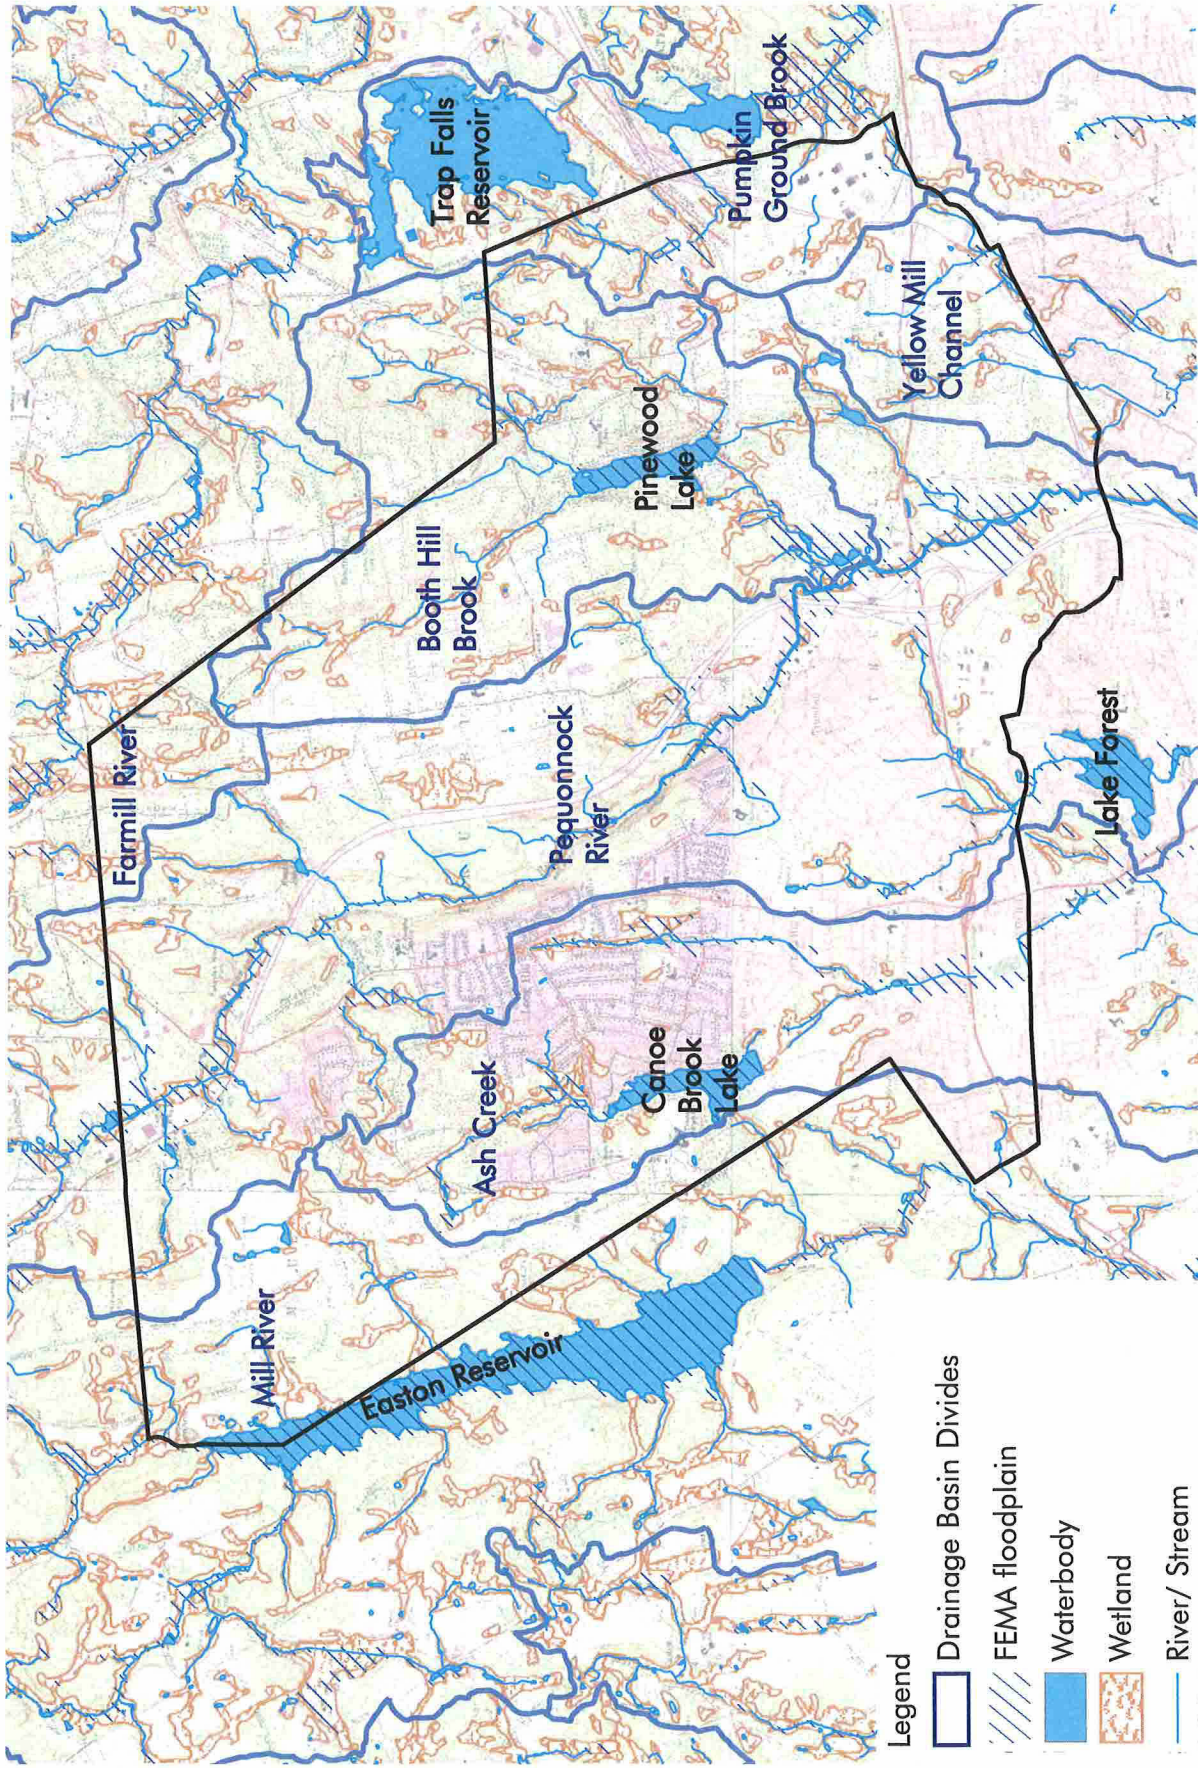 Farmill River
Mill River
Easton Reservoir
Ash Creek
Canoe
Brook
Lake
Pequonnock
River
Booth Hill
Brook
Pinewood
Lake
Trap Falls
Reservoir
Pumpkin
Ground Brook
Yellow Mill
Channel
Lake Forest
Legend
Drainage Basin Divides
FEMA floodplain
Waterbody
Wetland
River/ Stream